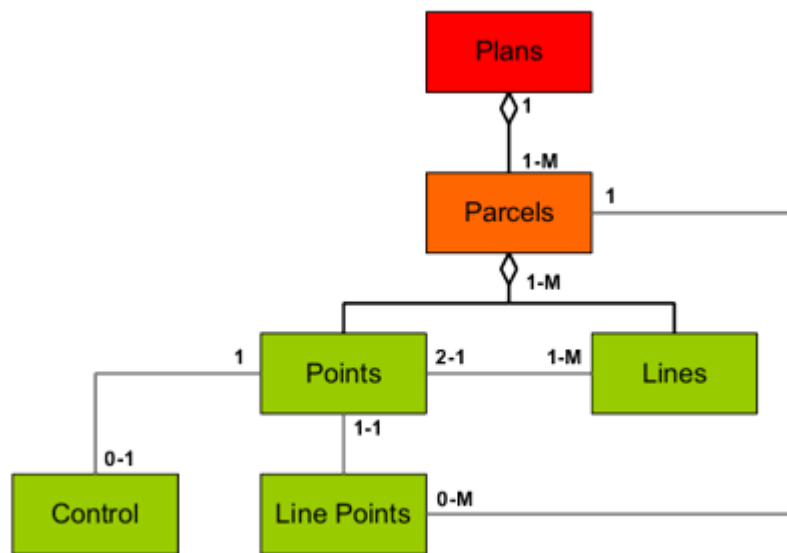 Plans
1
1-M
Parcels
1
1-M
1
Points
2-1
1-M
Lines
1-1
0-1
Control
Line Points
0-M